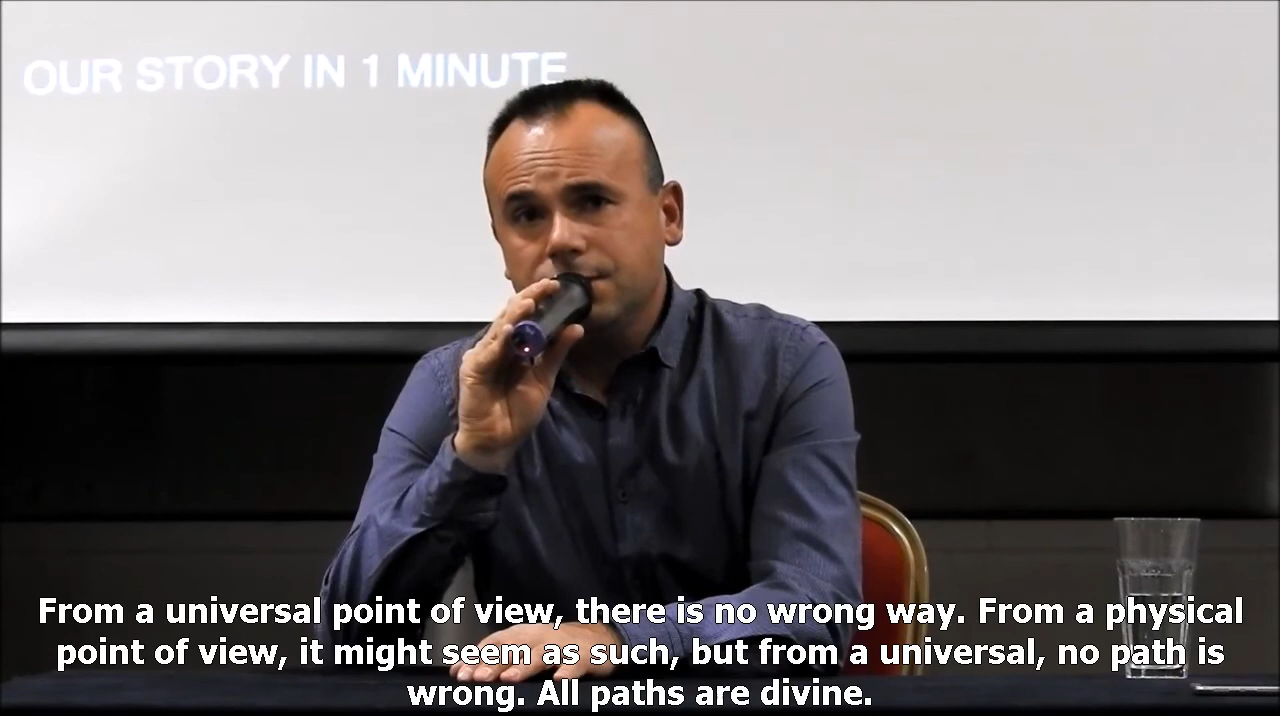 OUR STORY IN 1 MINUTE
From a universal point of view, there is no wrong way. From a physical
point of view, it might seem as such, but from a universal, no path is
wrong. All paths are divine.